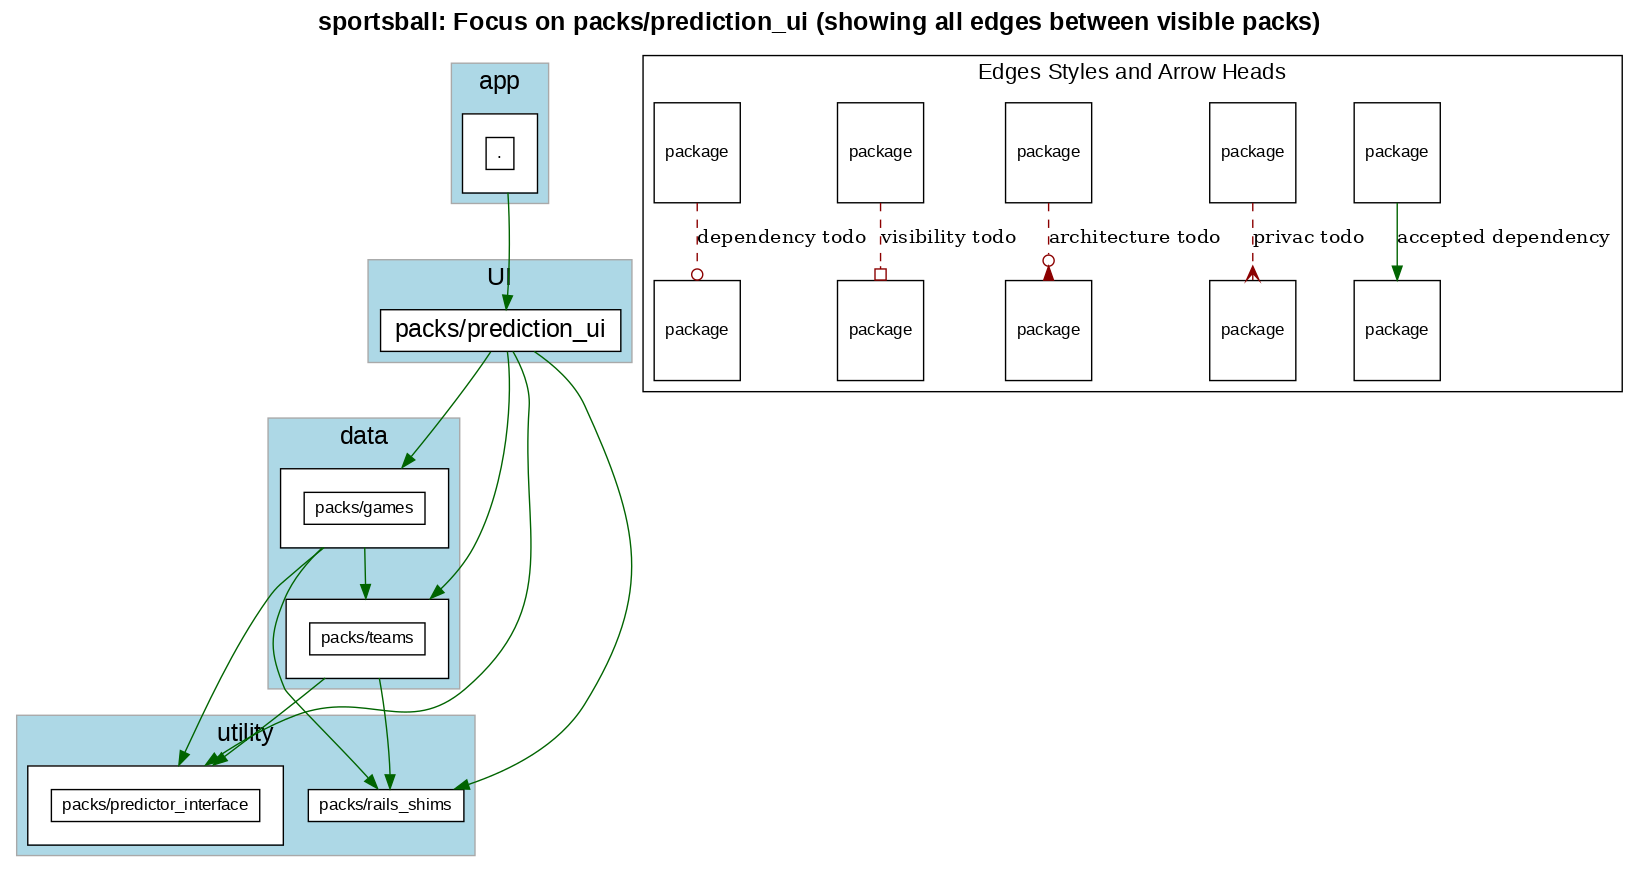 sportsball: Focus on packs/prediction_ui (showing all edges between visible packs)
app
.
UI
packs/prediction_ui
data
packs/games
packs/teams
utility
packs/predictor_interface
packs/rails_shims
Edges Styles and Arrow Heads
package
package
package
package
package
dependency todo
visibility todo
architecture todo
privac todo
accepted dependency
package
package
package
package
package